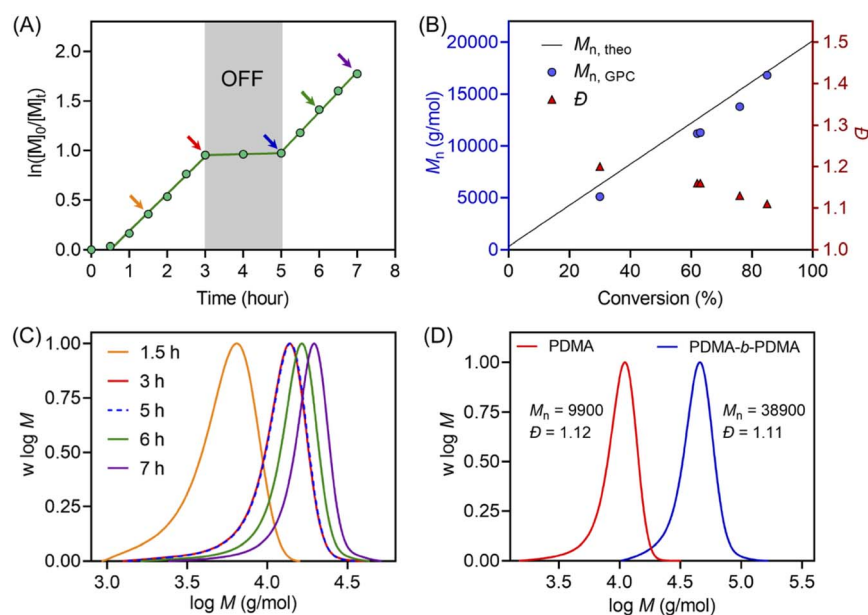 (A)
ln([M]0/[M]t)
2.0
1.5
1.0
0.5
0.0
OFF
0 1 2 3 4 5 6 7 8
Time (hour)
(B)
Mn (g/mol)
20000
15000
10000
5000
0
Mn, theo
Mn, GPC
Đ
1.5
1.4
1.3
1.2
1.1
1.0
Đ
0 20 40 60 80 100
Conversion (%)
(C)
w log M
1.00
0.75
0.50
0.25
0.00
1.5 h
3 h
5 h
6 h
7 h
3.0 3.5 4.0 4.5
log M (g/mol)
(D)
PDMA
PDMA-b-PDMA
w log M
1.00
0.75
0.50
0.25
0.00
Mn = 9900
Đ = 1.12
Mn = 38900
Đ = 1.11
3.5 4.0 4.5 5.0 5.5
log M (g/mol)